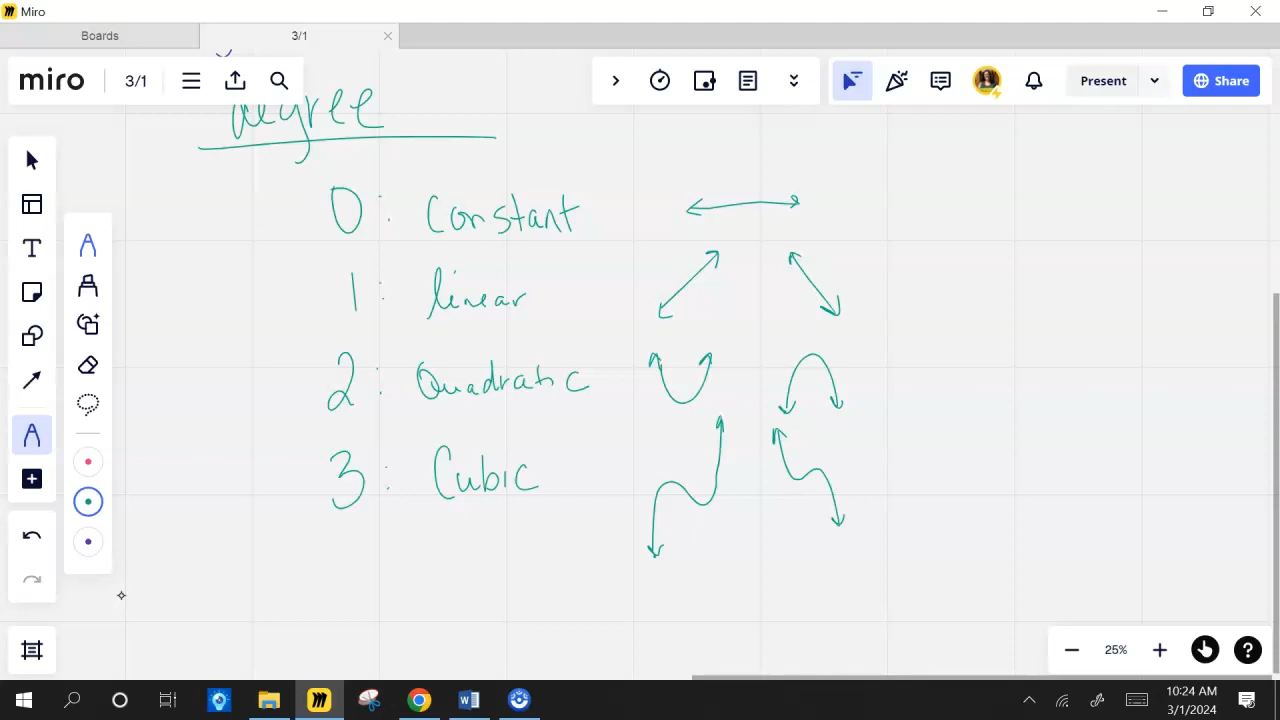 Miro
Boards
3/1
miro
3/1
Present
Share
degree
0: Constant
1: linear
2: Quadratic
3: Cubic
25%
10:24 AM
3/1/2024